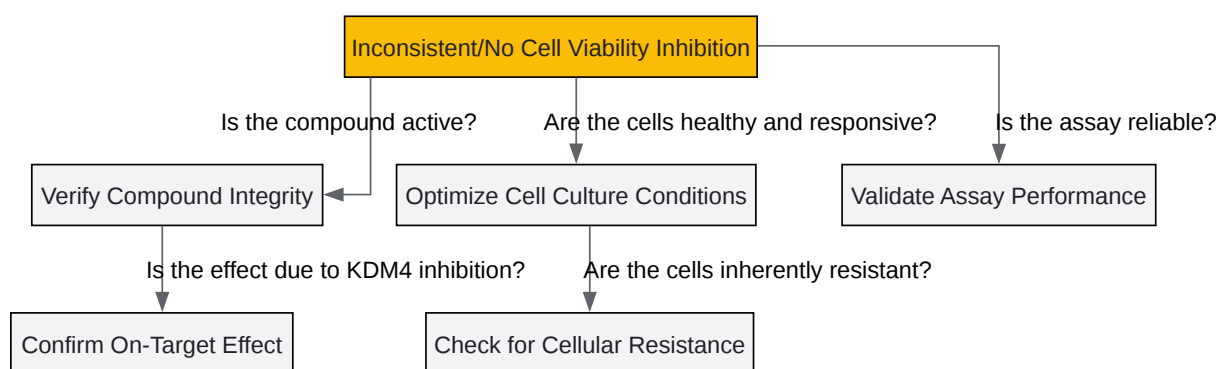 Inconsistent/No Cell Viability Inhibition
Is the compound active?
Are the cells healthy and responsive?
Is the assay reliable?
Verify Compound Integrity
Optimize Cell Culture Conditions
Validate Assay Performance
Is the effect due to KDM4 inhibition?
Are the cells inherently resistant?
Confirm On-Target Effect
Check for Cellular Resistance